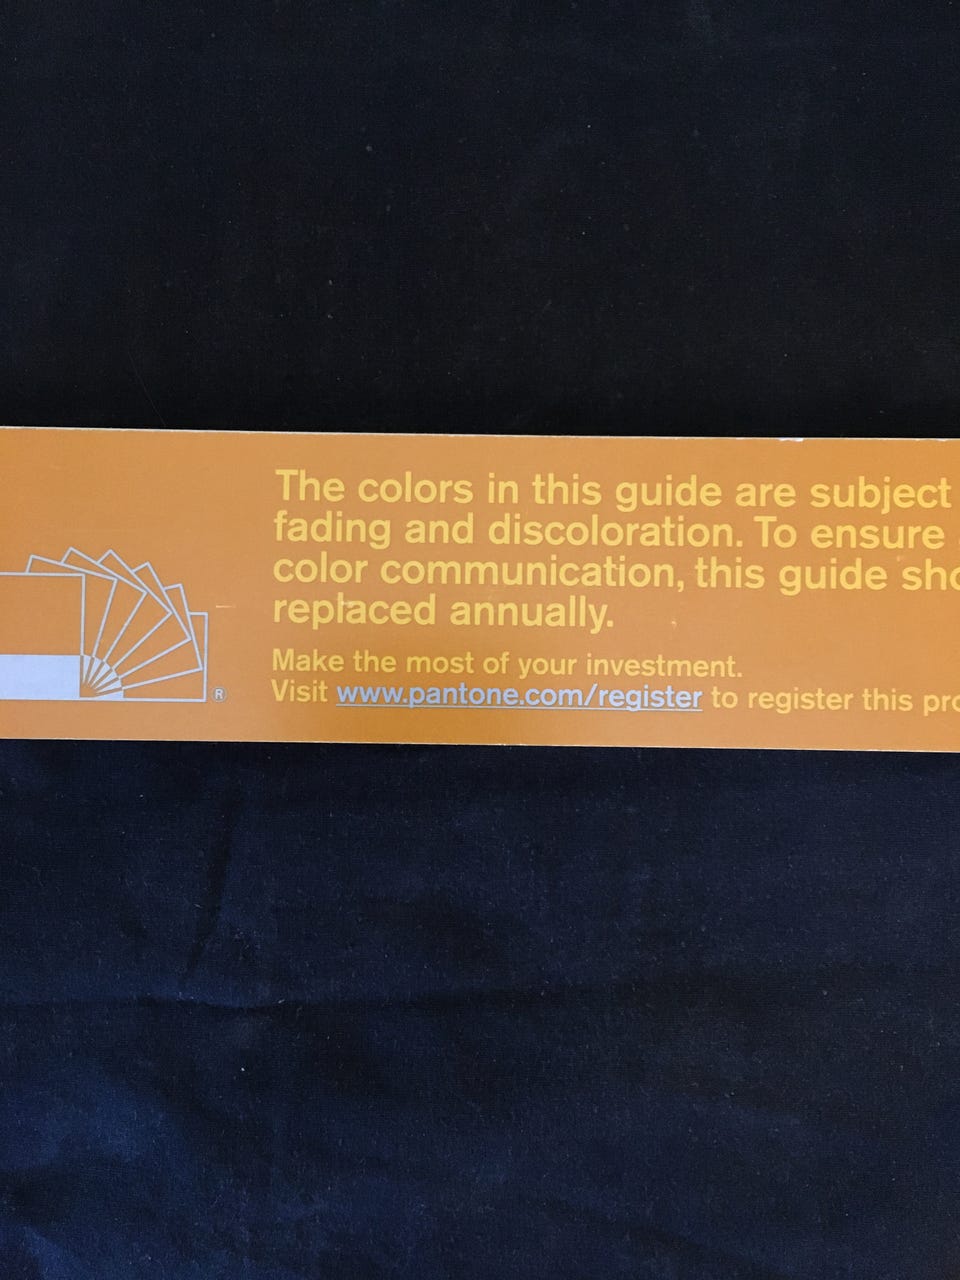 The colors in this guide are subject
fading and discoloration. To ensure
color communication, this guide sho
replaced annually.
Make the most of your investment.
Visit www.pantone.com/register to register this pro
®